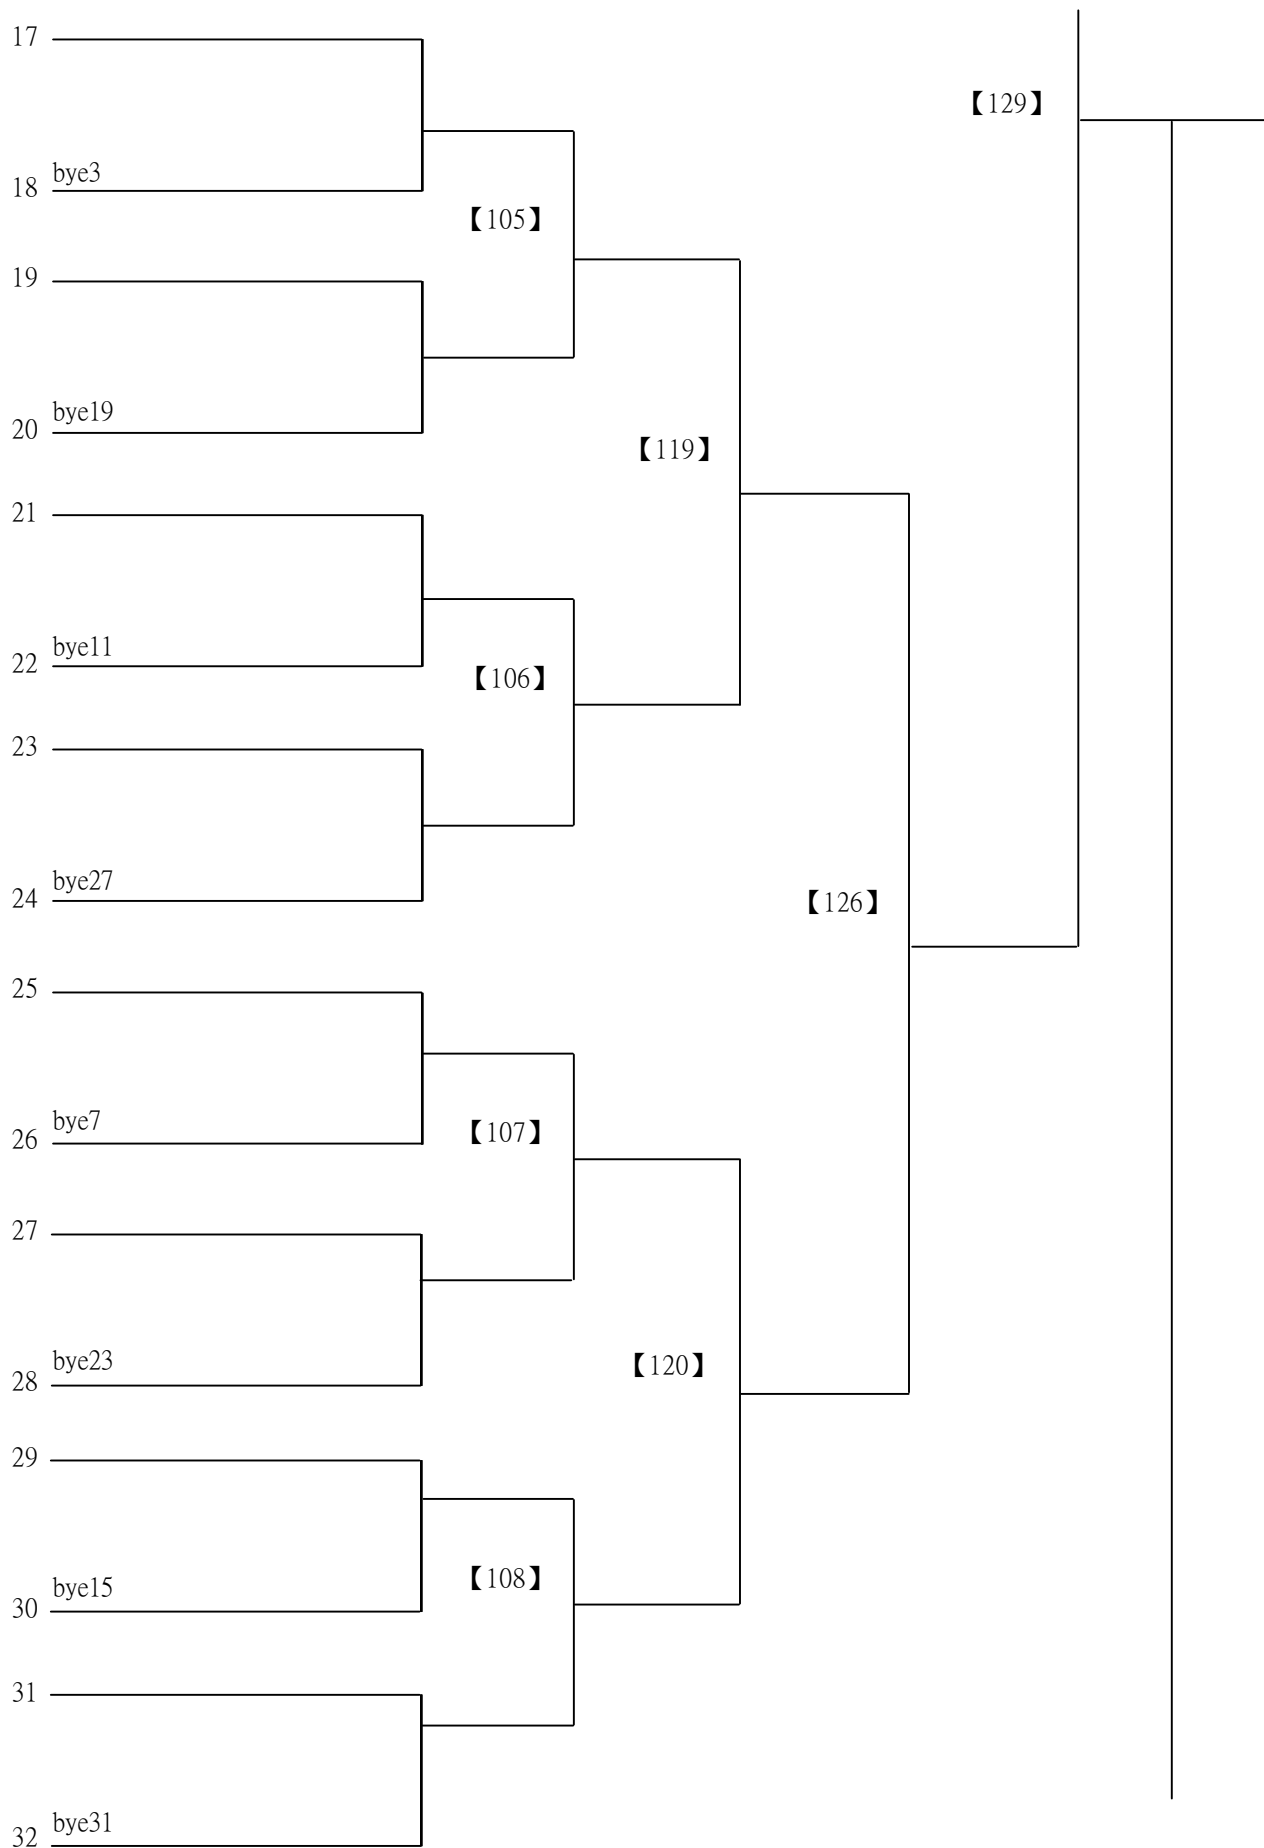 17
【129】
18 bye3
【105】
19
20 bye19
【119】
21
22 bye11
【106】
23
24 bye27
【126】
25
26 bye7
【107】
27
28 bye23
【120】
29
30 bye15
【108】
31
32 bye31